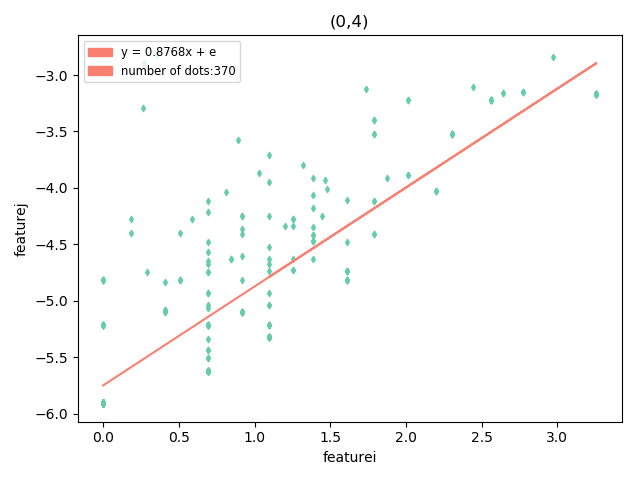 (0,4)
y = 0.8768x + e
number of dots:370
−3.0
−3.5
−4.0
−4.5
−5.0
−5.5
−6.0
featurej
0.0 0.5 1.0 1.5 2.0 2.5 3.0
featurei